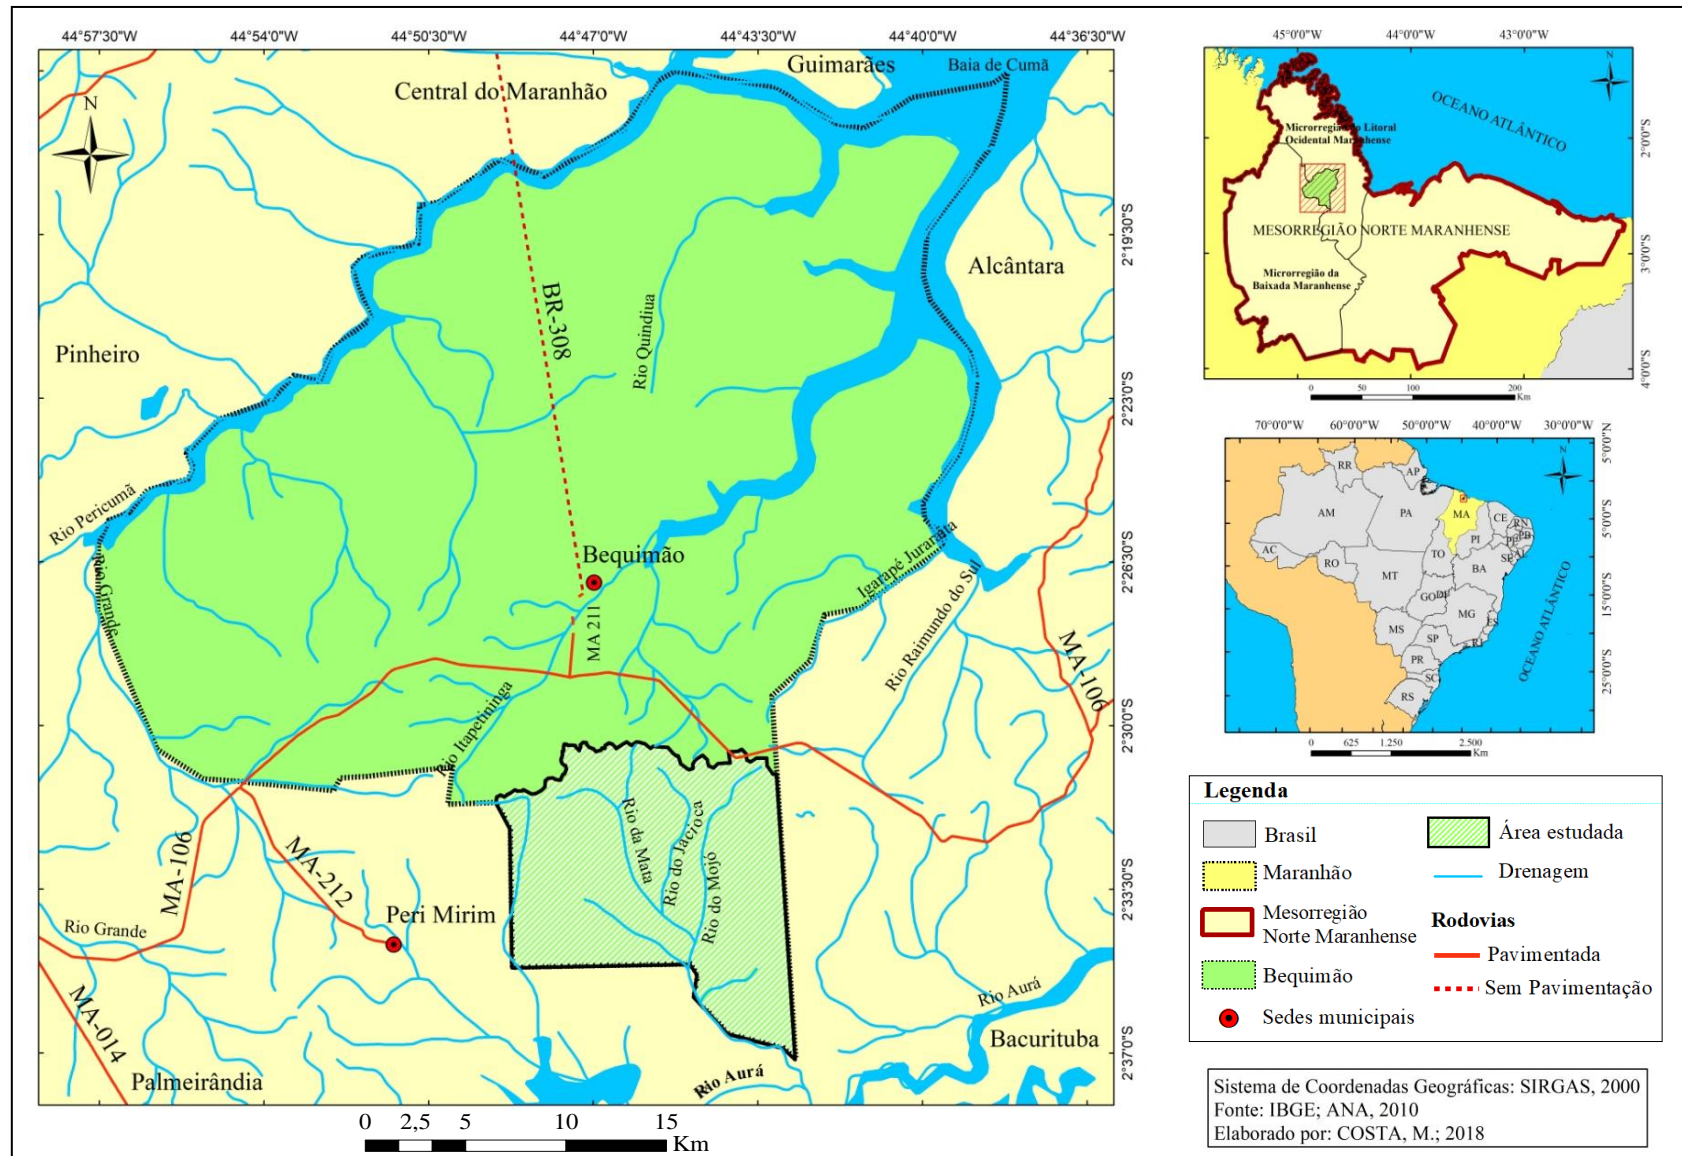 44°57'30"W
44°54'0"W
44°50'30"W
44°47'0"W
44°43'30"W
44°40'0"W
44°36'30"W
N
Central do Maranhão
Guimarães
Baia de Cumã
Alcântara
Pinheiro
BR-308
Rio Quindiua
Rio Pericumã
Rio Grande
Bequimão
MA 211
Igarapé Jurarata
Rio Raimundo do Sul
MA-106
Rio Itapetininga
Rio da Mata
Rio do Jacioca
Rio do Mojó
MA-106
MA-212
Peri Mirim
Rio Grande
MA-014
Palmeirândia
Rio Aurá
Rio Aurá
Bacurituba
2°19'30"S
2°23'0"S
2°26'30"S
2°30'0"S
2°33'30"S
2°37'0"S
0 2,5 5 10 15
Km
45°0'0"W
44°0'0"W
43°0'0"W
N
OCEANO ATLÂNTICO
Microrregião do Litoral
Ocidental Maranhense
MESORREGIÃO NORTE MARANHENSE
Microrregião da
Baixada Maranhense
2°0'0"S
3°0'0"S
4°0'0"S
0 50 100 200
Km
70°0'0"W
60°0'0"W
50°0'0"W
40°0'0"W
30°0'0"W
5°0'0"N
5°0'0"S
15°0'0"S
25°0'0"S
N
RR
AP
AM
PA
MA
CE
RN
PB
PE
AL
SE
PI
AC
RO
TO
BA
MT
GO
DF
MG
ES
MS
SP
RJ
PR
SC
RS
OCEANO ATLÂNTICO
0 625 1.250 2.500
Km
Legenda
Brasil
Maranhão
Mesorregião
Norte Maranhense
Bequimão
Sedes municipais
Área estudada
Drenagem
Rodovias
Pavimentada
Sem Pavimentação
Sistema de Coordenadas Geográficas: SIRGAS, 2000
Fonte: IBGE; ANA, 2010
Elaborado por: COSTA, M.; 2018